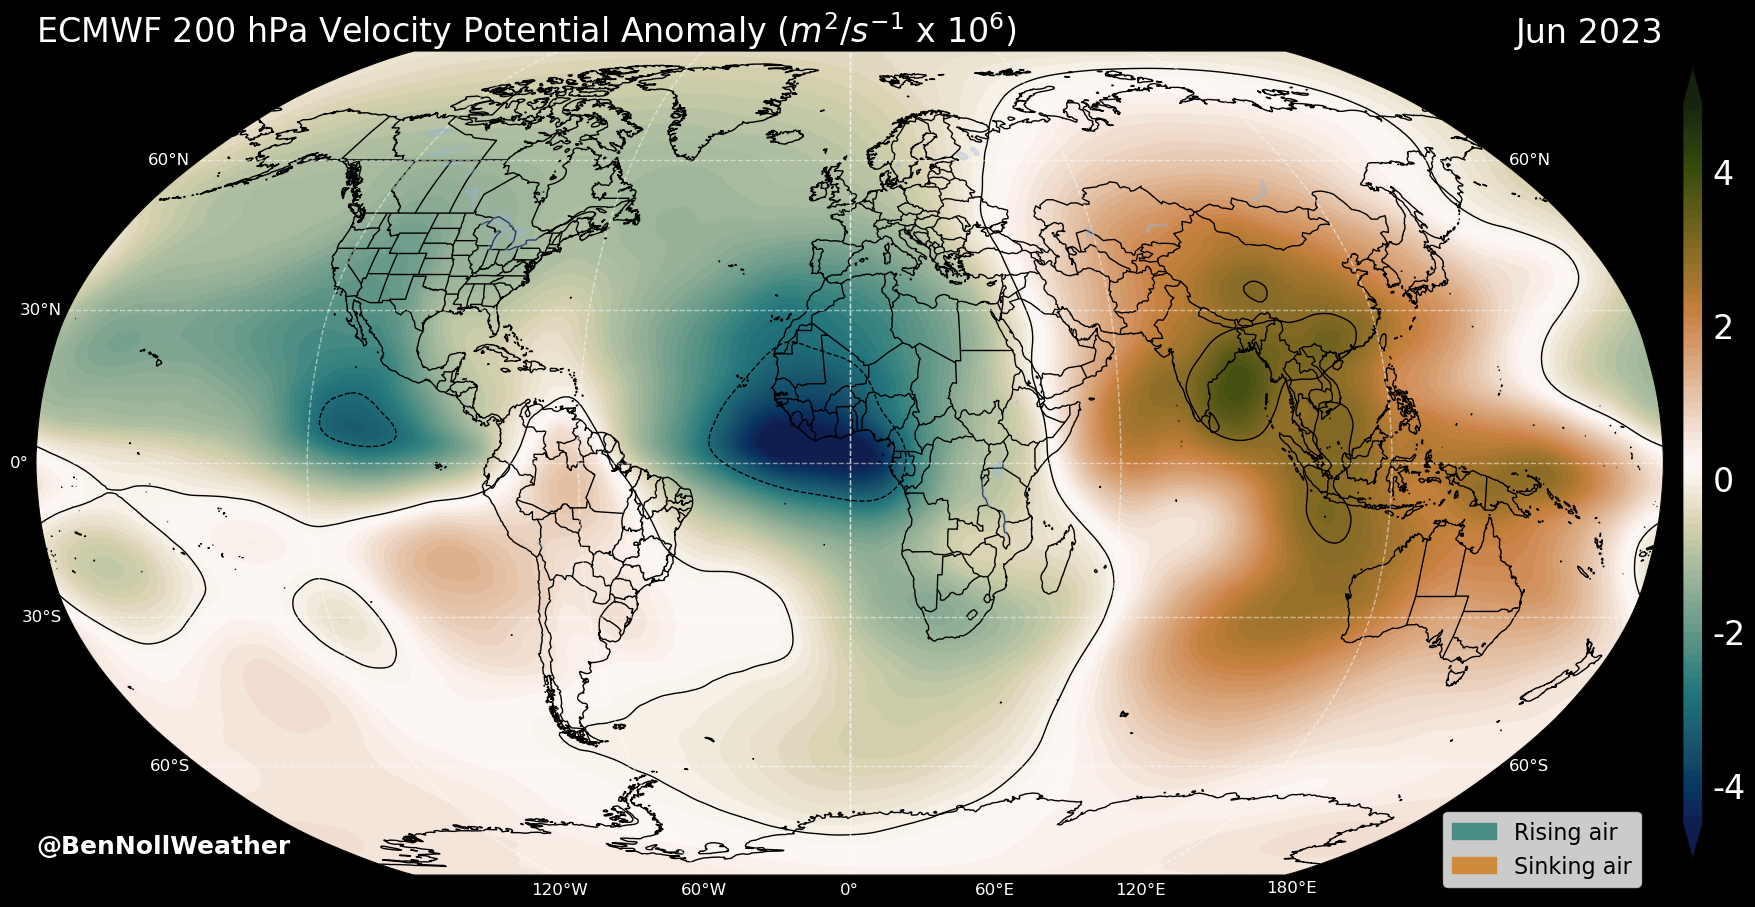 ECMWF 200 hPa Velocity Potential Anomaly (m²/s⁻¹ x 10⁶)
Jun 2023
60°N
60°N
4
2
30°N
0°
0
30°S
-2
60°S
60°S
-4
@BenNollWeather
Rising air
Sinking air
120°W
60°W
0°
60°E
120°E
180°E